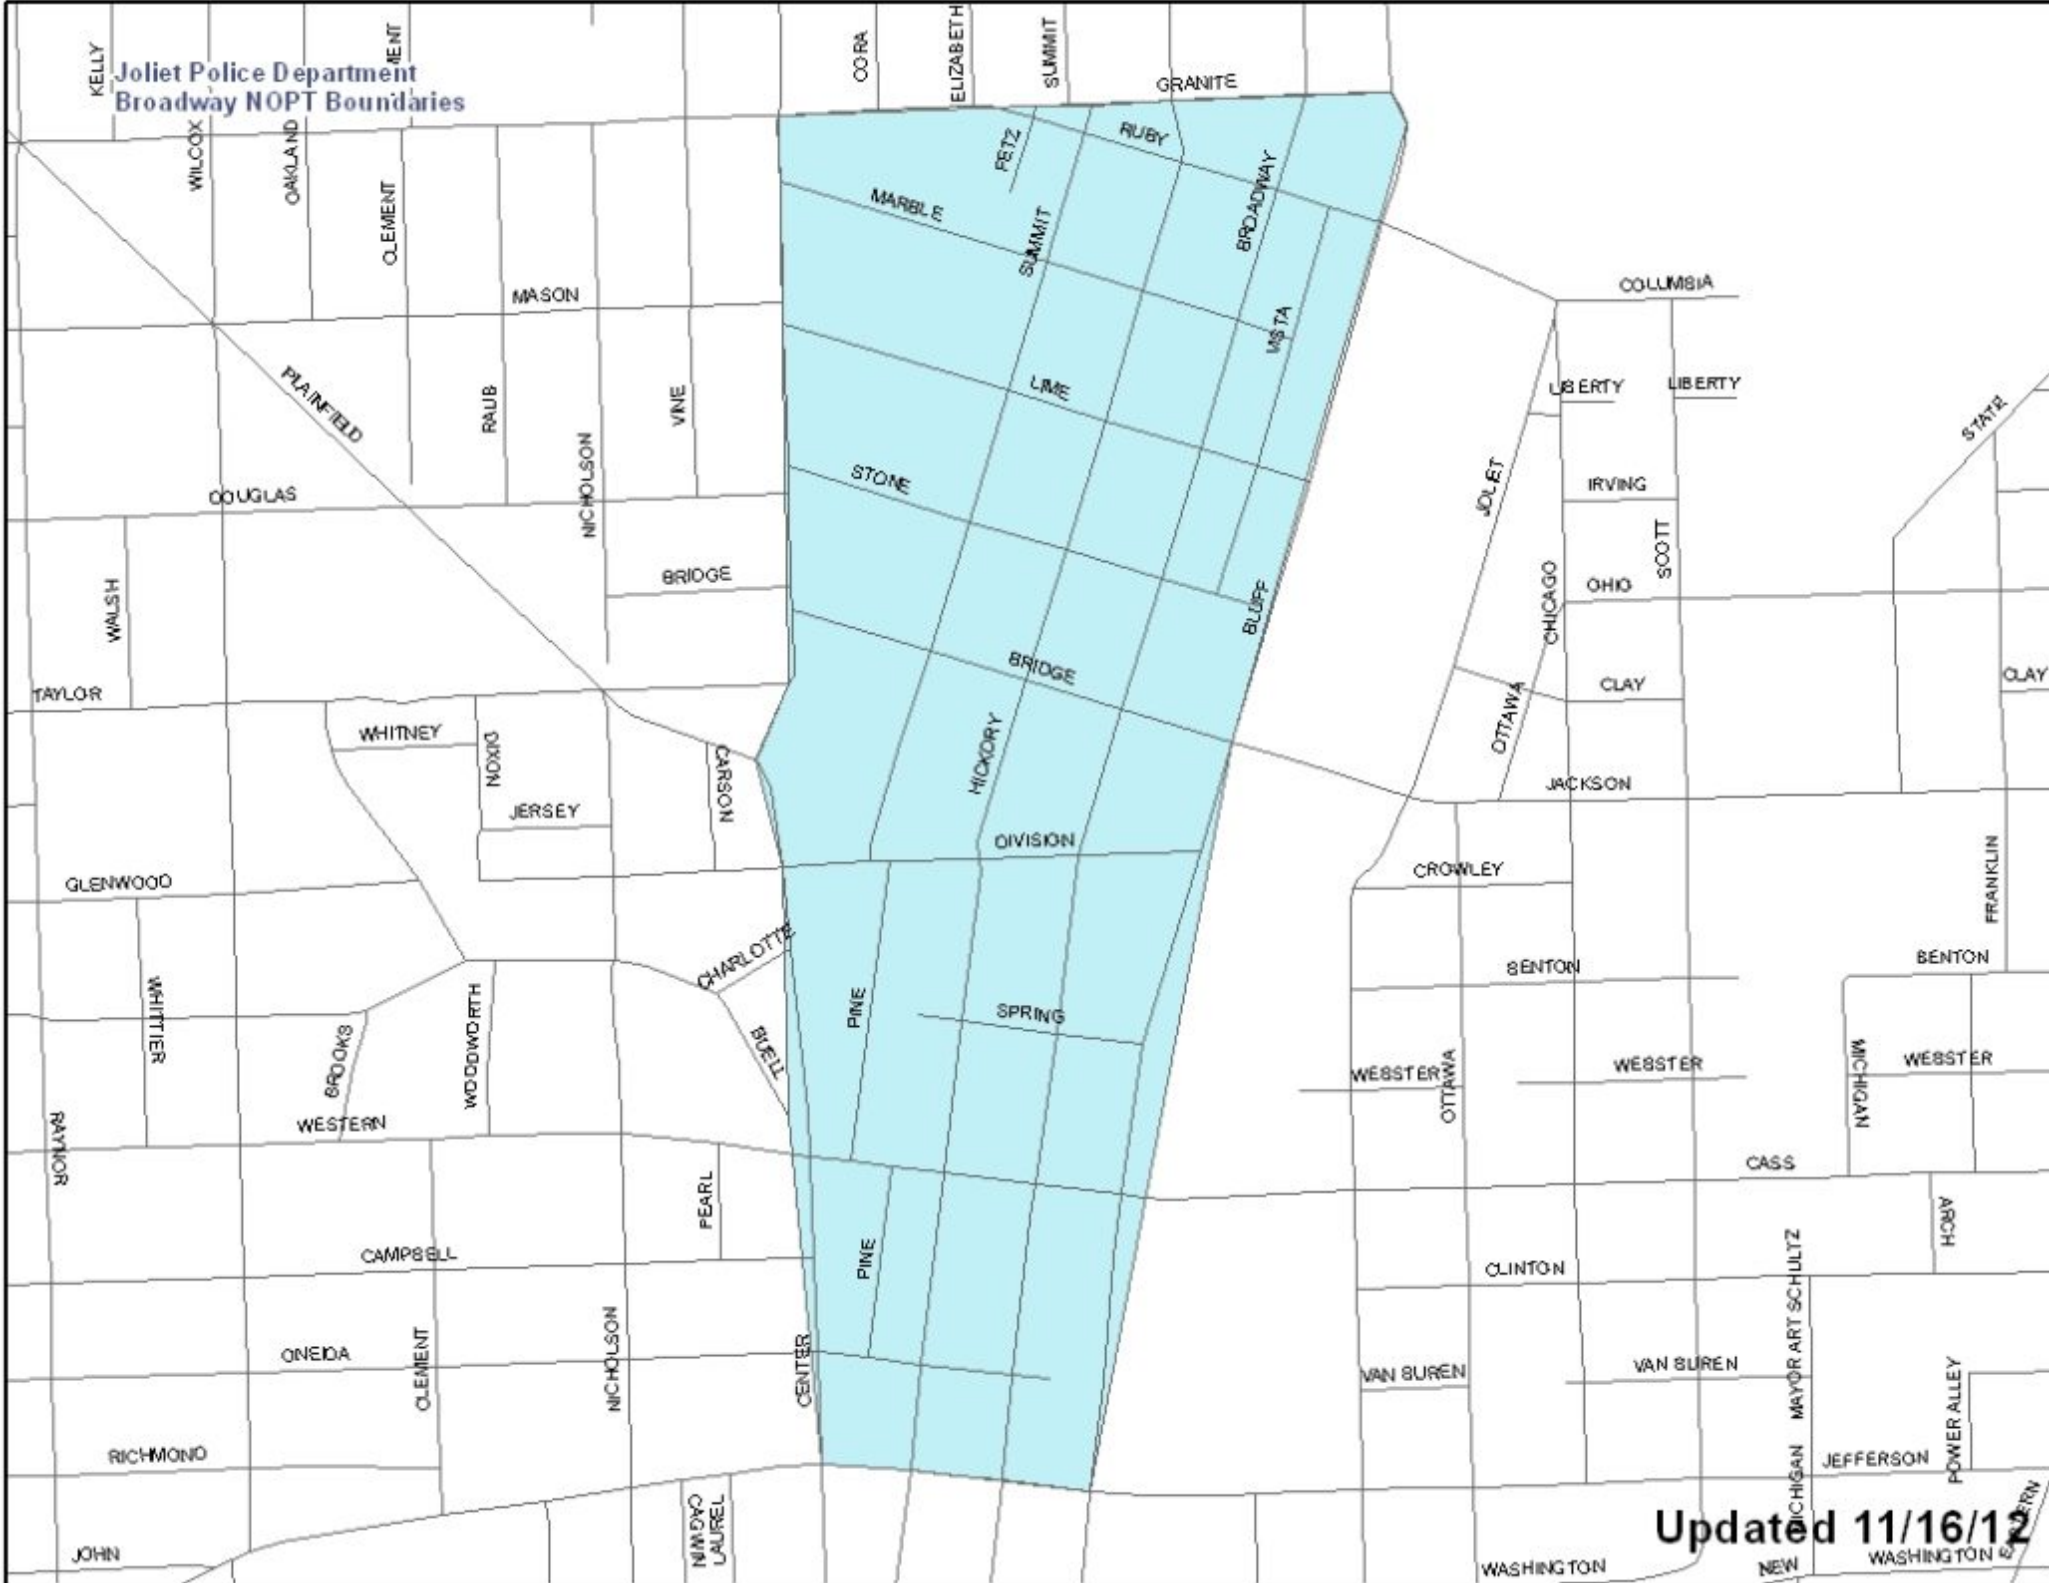 KELLY
MENT
CORA
ELIZABETH
SUMMIT
GRANITE
Joliet Police Department
Broadway NOPT Boundaries
WILCOX
OAKLAND
CLEMENT
FETZ
RUBY
BROADWAY
MARBLE
SUMMIT
MASON
VISTA
COLUMBIA
PLAINFIELD
RAUB
VINE
LIME
LIBERTY
LIBERTY
STATE
NICHOLSON
DOUGLAS
STONE
JOLIET
IRVING
SCOTT
WALSH
BRIDGE
BLUFF
CHICAGO
OHIO
TAYLOR
BRIDGE
OTTAWA
CLAY
CLAY
WHITNEY
DIXON
CARSON
HICKORY
JACKSON
JERSEY
DIVISION
GLENWOOD
CROWLEY
FRANKLIN
CHARLOTTE
BENTON
BENTON
WHITTIER
BROOKS
WOODWORTH
BUELL
PINE
SPRING
WEBSTER
OTTAWA
WEBSTER
MICHIGAN
WEBSTER
RAYNOR
WESTERN
CASS
PEARL
ARCH
CAMPBELL
PINE
CLINTON
MAYOR ART SCHULTZ
ONEIDA
CLEMENT
NICHOLSON
CENTER
VAN BUREN
VAN BUREN
POWER ALLEY
RICHMOND
MICHIGAN
JEFFERSON
CAGWIN
LAUREL
Updated 11/16/12
EASTERN
JOHN
WASHINGTON
NEW
WASHINGTON